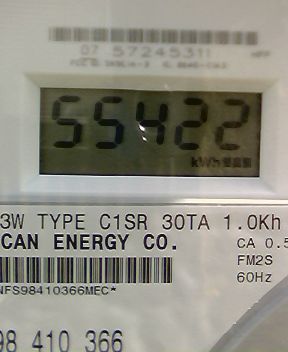 07 57245311
55422
kWh
3W TYPE C1SR 30TA 1.0Kh
CAN ENERGY CO.
CA 0.5
FM2S
60Hz
NFS98410366MEC*
98 410 366